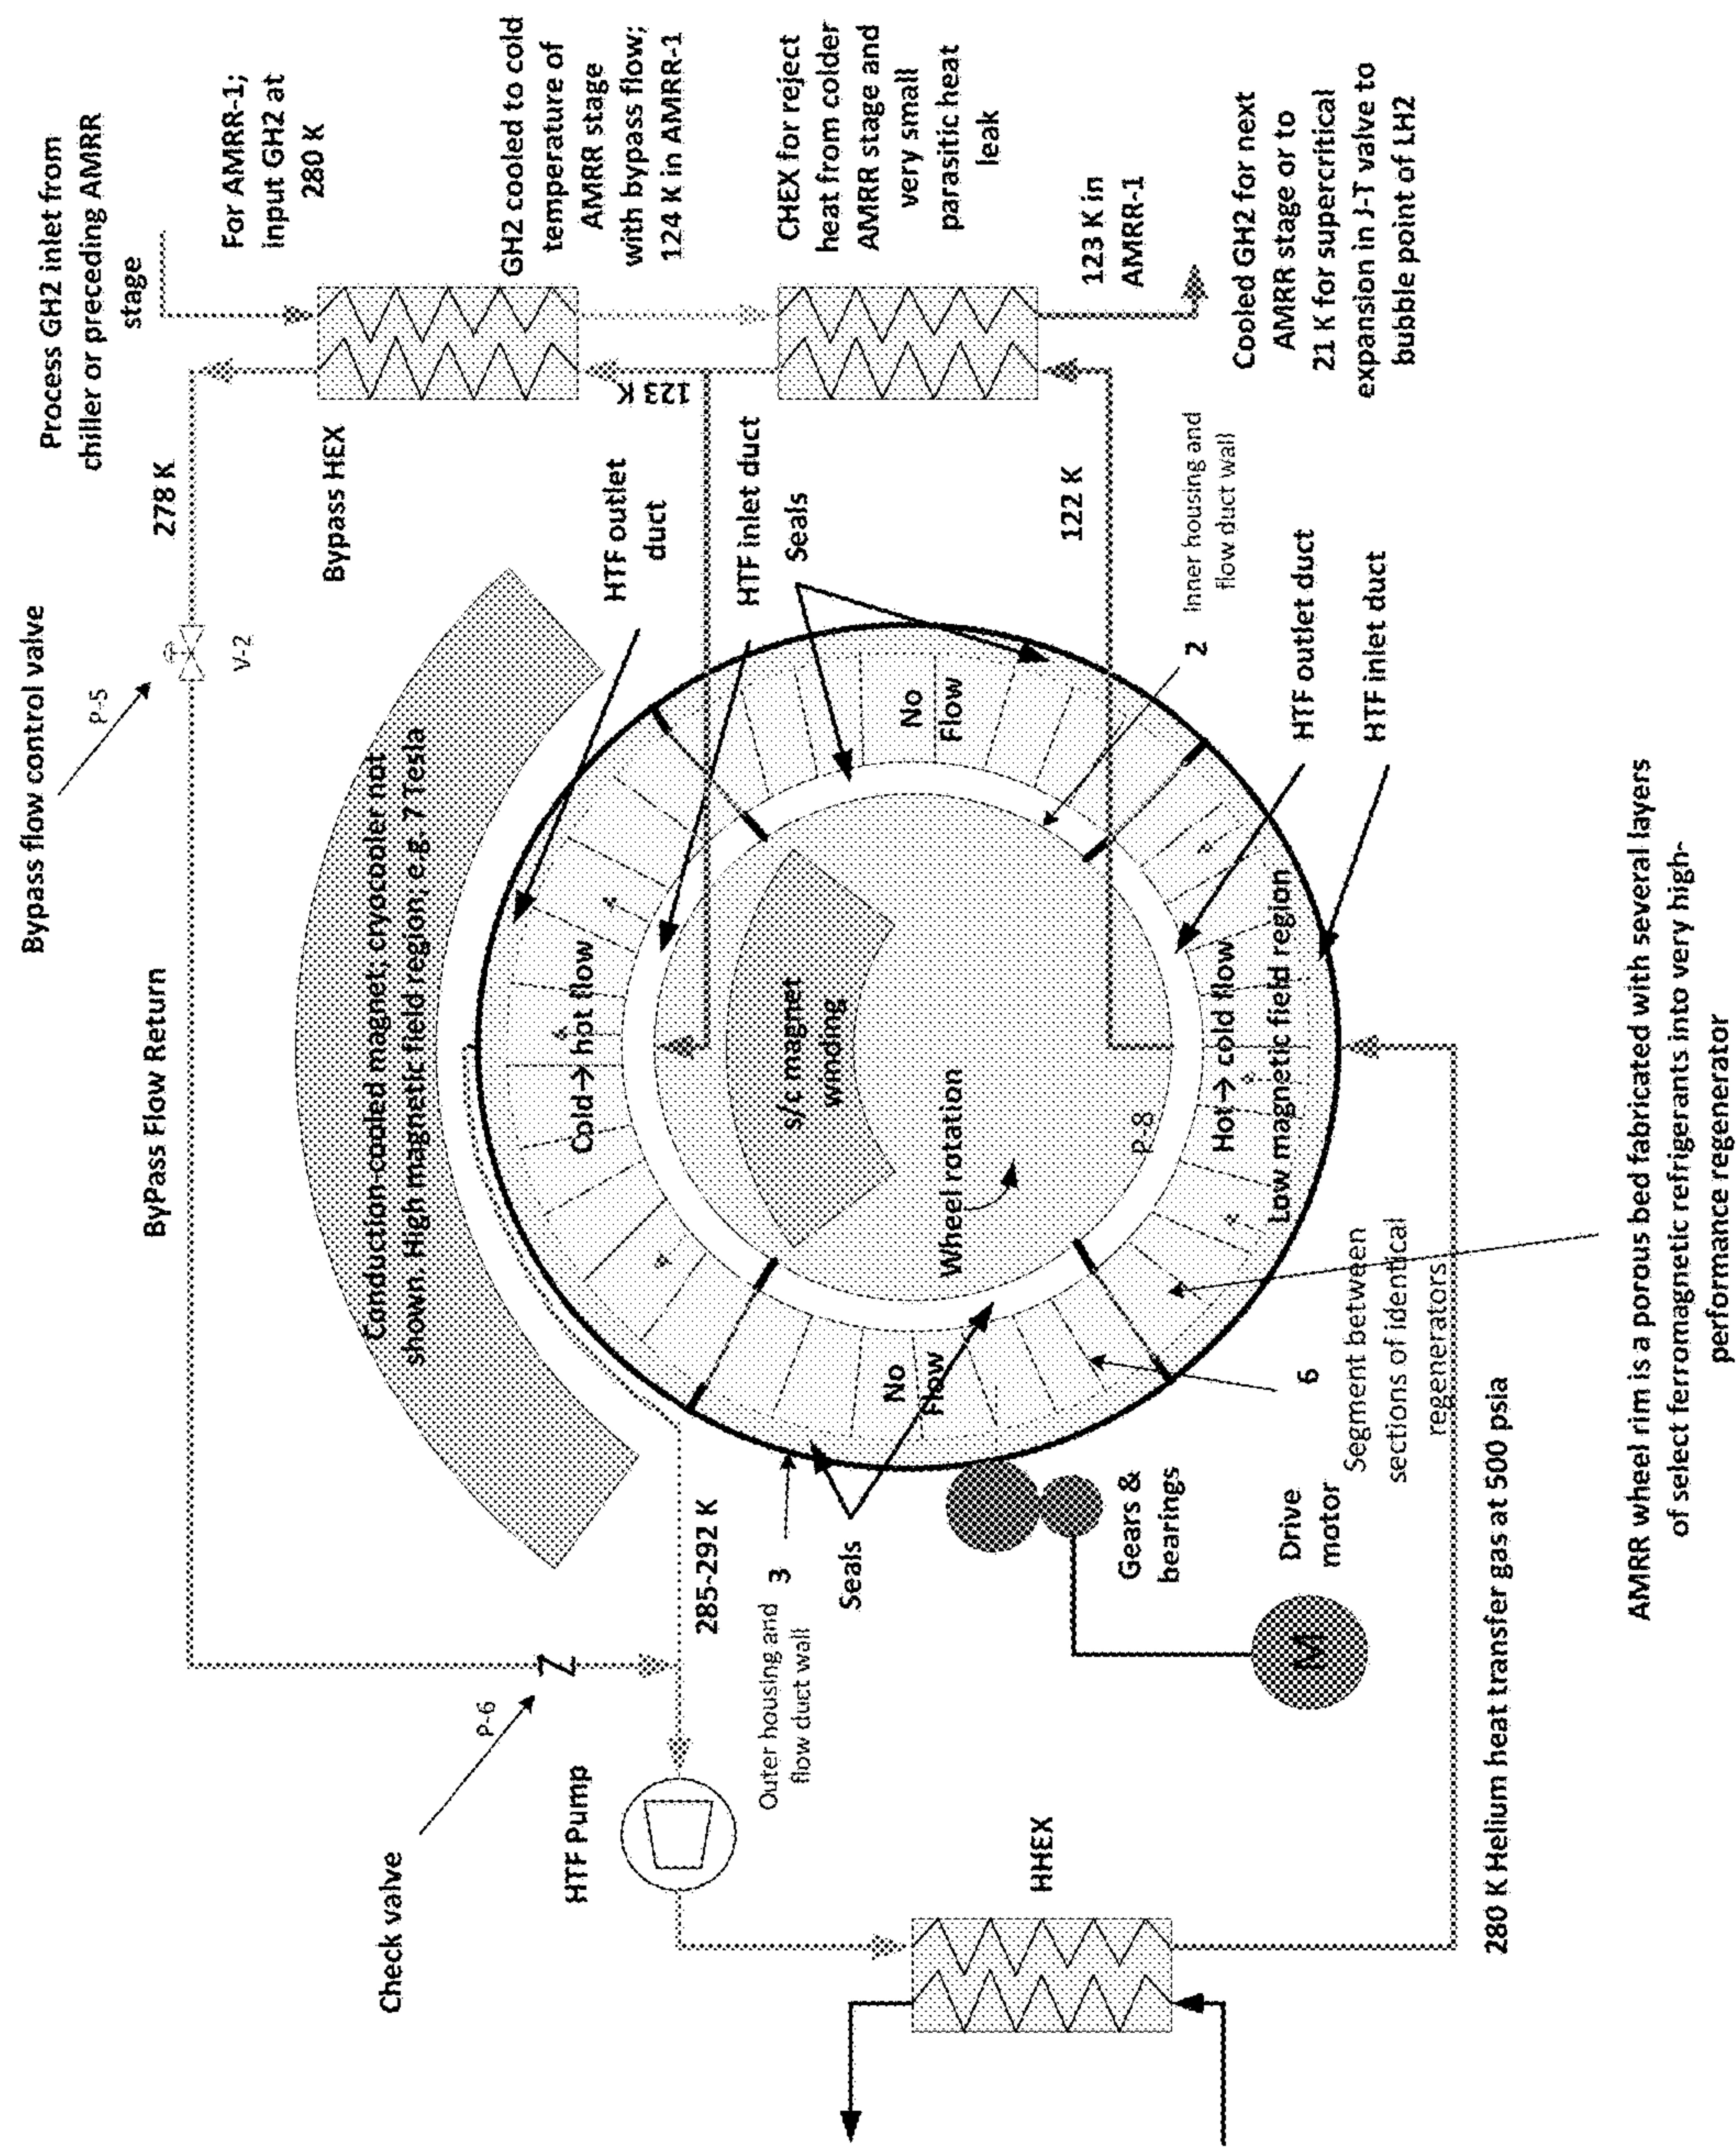 Bypass flow control valve
P-5
V-2
278 K
Process GH2 inlet from
chiller or preceding AMRR
stage
For AMRR-1;
input GH2 at
280 K
ByPass Flow Return
Bypass HEX
GH2 cooled to cold
temperature of
AMRR stage
with bypass flow;
124 K in AMRR-1
123 K
CHEX for reject
heat from colder
AMRR stage and
very small
parasitic heat
leak
123 K in
AMRR-1
Cooled GH2 for next
AMRR stage or to
21 K for supercritical
expansion in J-T valve to
bubble point of LH2
Conduction-cooled magnet; cryocooler not
shown. High magnetic field region; e.g. 7 Tesla
HTF outlet
duct
HTF inlet duct
Seals
122 K
2
Inner housing and
flow duct wall
HTF outlet duct
HTF inlet duct
Cold→ hot flow
s/c magnet
winding
No
Flow
No
Flow
Wheel rotation
P-8
Hot→ cold flow
Low magnetic field region
Check valve
P-6
HTF Pump
285-292 K
Outer housing and
flow duct wall
3
Seals
Gears &
bearings
Drive
motor
M
6
Segment between
sections of identical
regenerators
HHEX
280 K Helium heat transfer gas at 500 psia
AMRR wheel rim is a porous bed fabricated with several layers
of select ferromagnetic refrigerants into very high-
performance regenerator